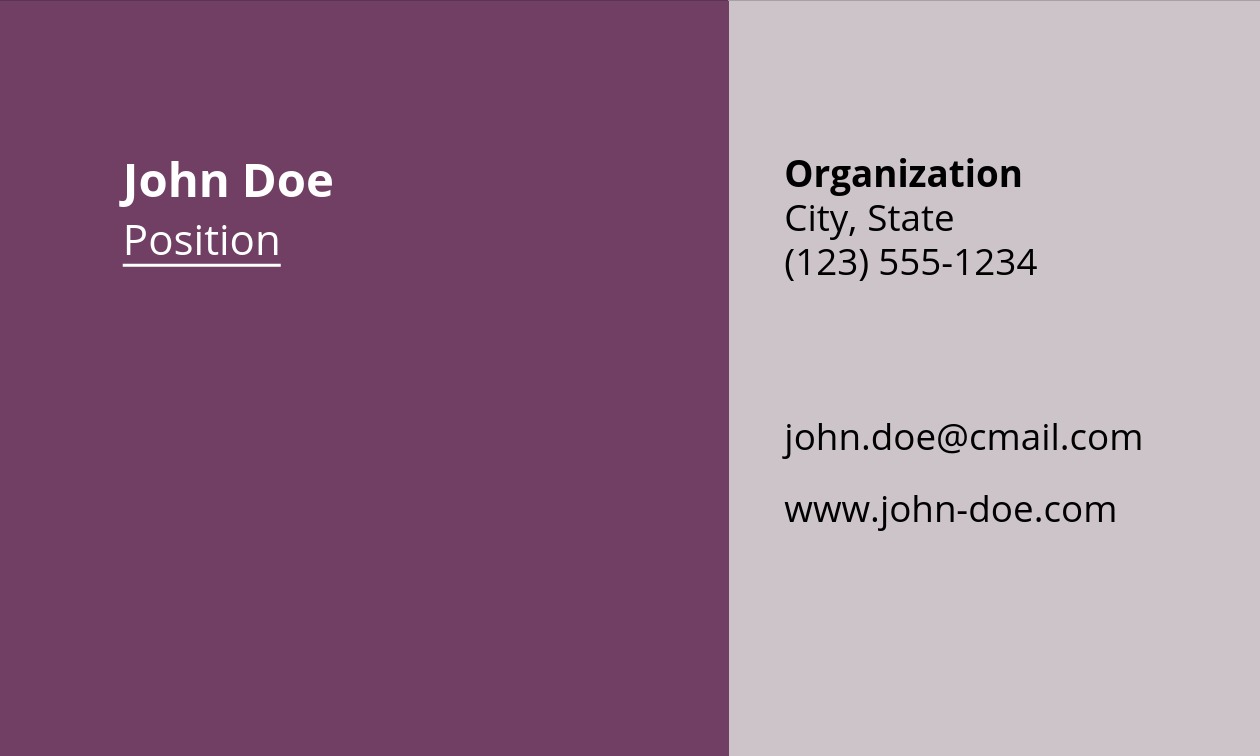 John Doe
Position
Organization
City, State
(123) 555-1234
john.doe@cmail.com
www.john-doe.com